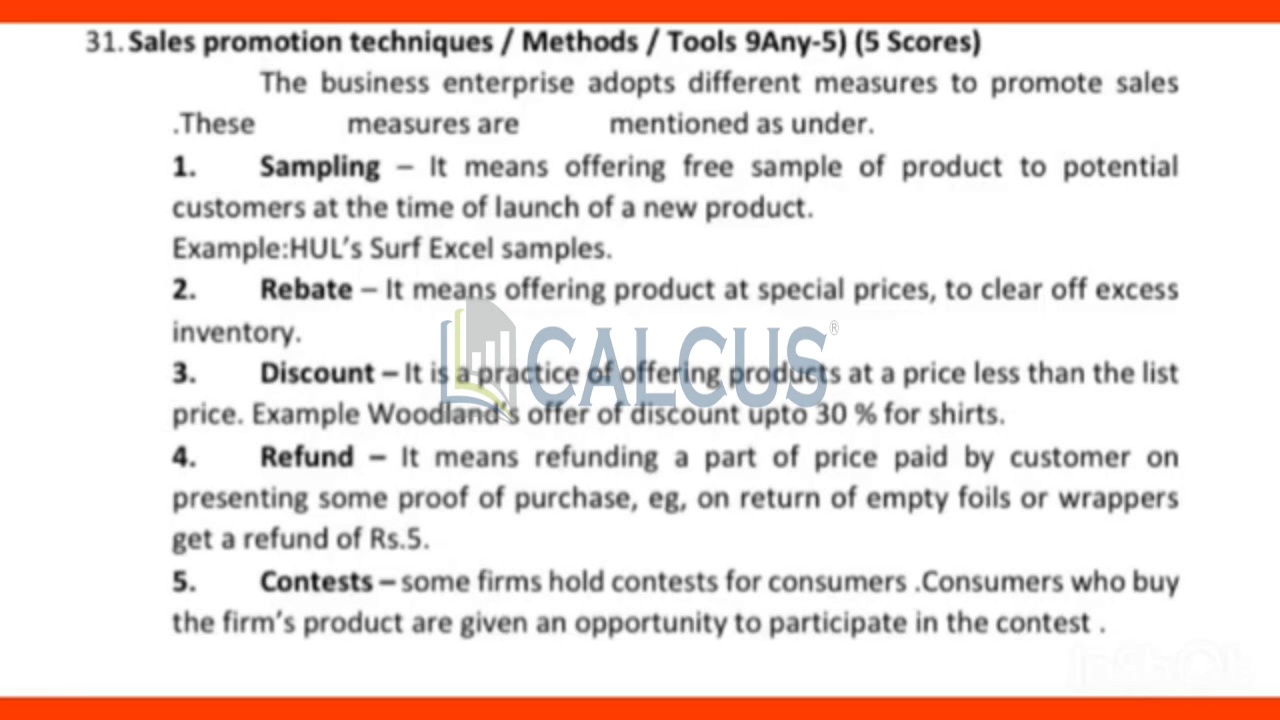 31. Sales promotion techniques / Methods / Tools 9Any-5) (5 Scores)
The business enterprise adopts different measures to promote sales
.These measures are mentioned as under.
1. Sampling – It means offering free sample of product to potential
customers at the time of launch of a new product.
Example:HUL's Surf Excel samples.
2. Rebate – It means offering product at special prices, to clear off excess
inventory.
CALCUS®
3. Discount – It is a practice of offering products at a price less than the list
price. Example Woodland's offer of discount upto 30 % for shirts.
4. Refund – It means refunding a part of price paid by customer on
presenting some proof of purchase, eg, on return of empty foils or wrappers
get a refund of Rs.5.
5. Contests – some firms hold contests for consumers .Consumers who buy
the firm's product are given an opportunity to participate in the contest .